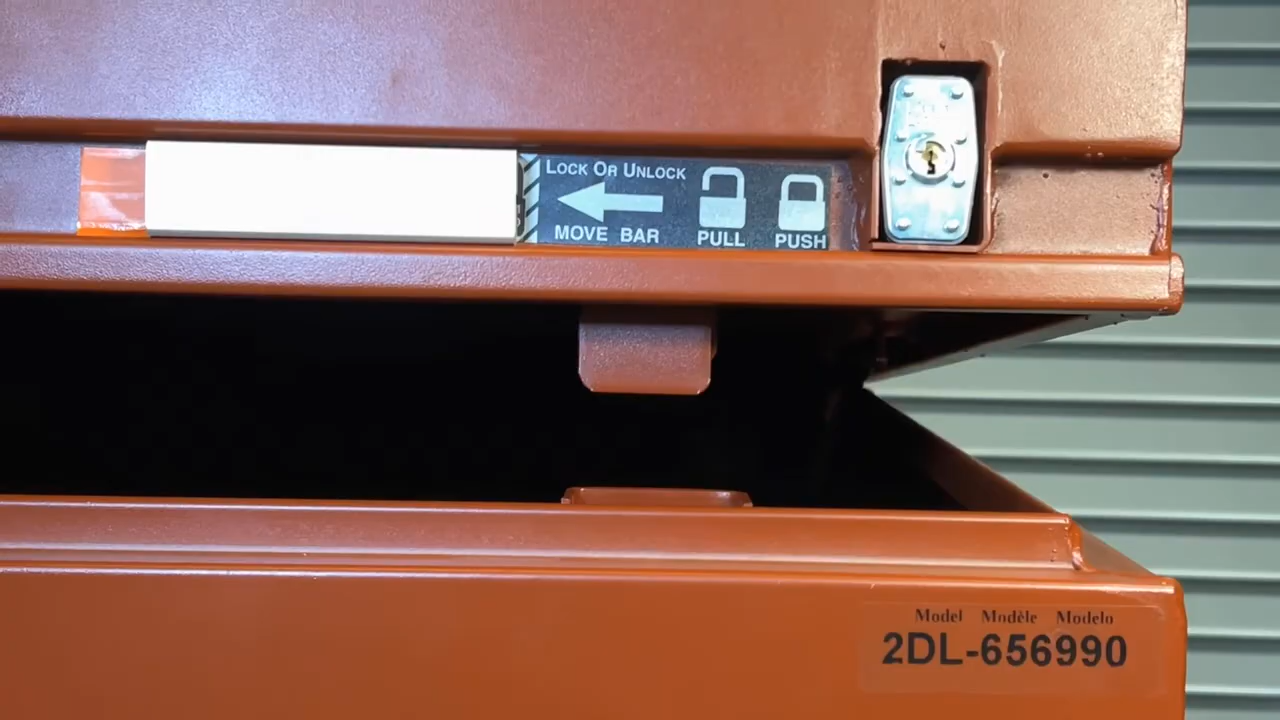 LOCK OR UNLOCK
MOVE BAR
PULL
PUSH
Model Modèle Modelo
2DL-656990